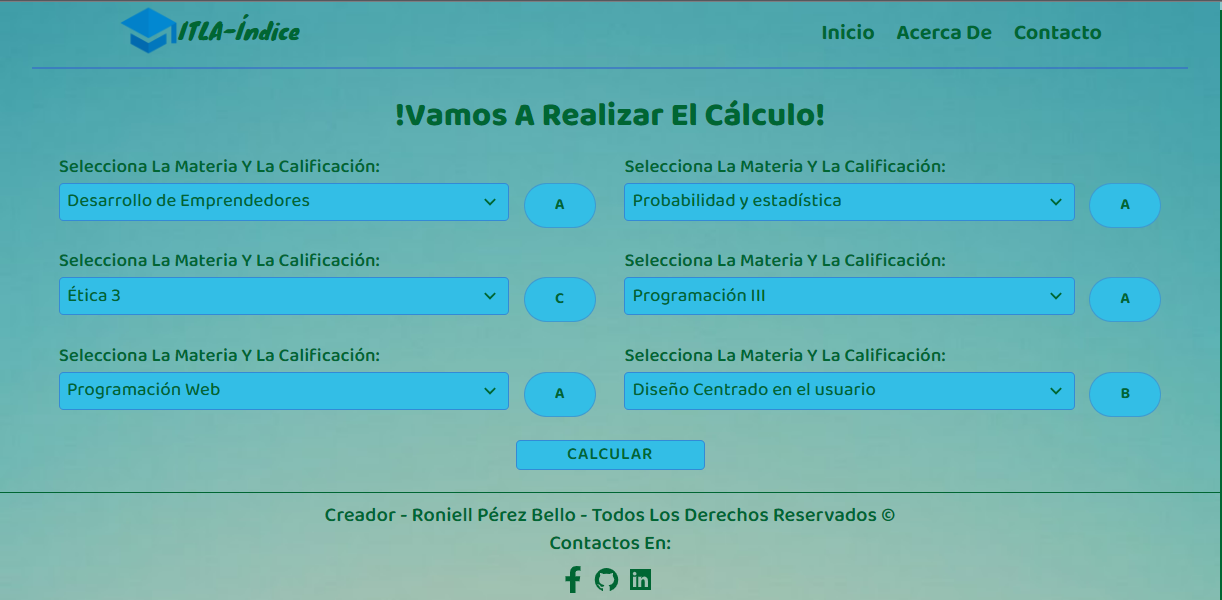 ITLA-Índice
Inicio Acerca De Contacto
!Vamos A Realizar El Cálculo!
Selecciona La Materia Y La Calificación:
Desarrollo de Emprendedores A
Selecciona La Materia Y La Calificación:
Probabilidad y estadística A
Selecciona La Materia Y La Calificación:
Ética 3 C
Selecciona La Materia Y La Calificación:
Programación III A
Selecciona La Materia Y La Calificación:
Programación Web A
Selecciona La Materia Y La Calificación:
Diseño Centrado en el usuario B
CALCULAR
Creador - Roniell Pérez Bello - Todos Los Derechos Reservados ©
Contactos En: